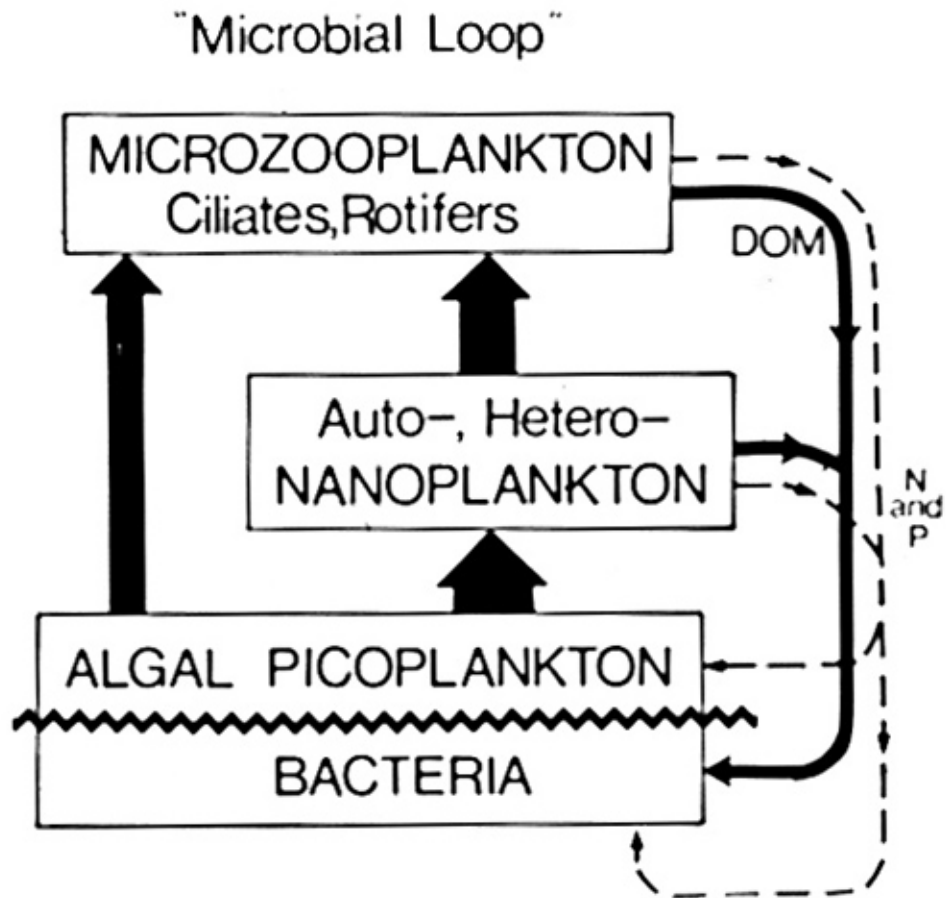 "Microbial Loop"
MICROZOOPLANKTON
Ciliates,Rotifers
DOM
Auto-, Hetero-
NANOPLANKTON
N
and
P
ALGAL PICOPLANKTON
BACTERIA